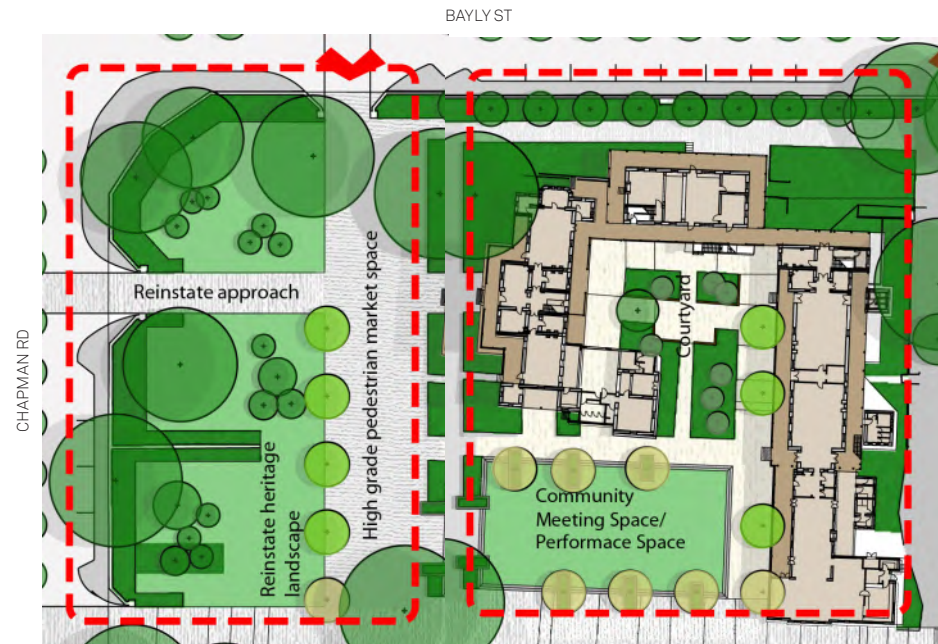 BAYLY ST
CHAPMAN RD
Reinstate approach
High grade pedestrian market space
Reinstate heritage
landscape
Courtyard
Community
Meeting Space/
Performace Space